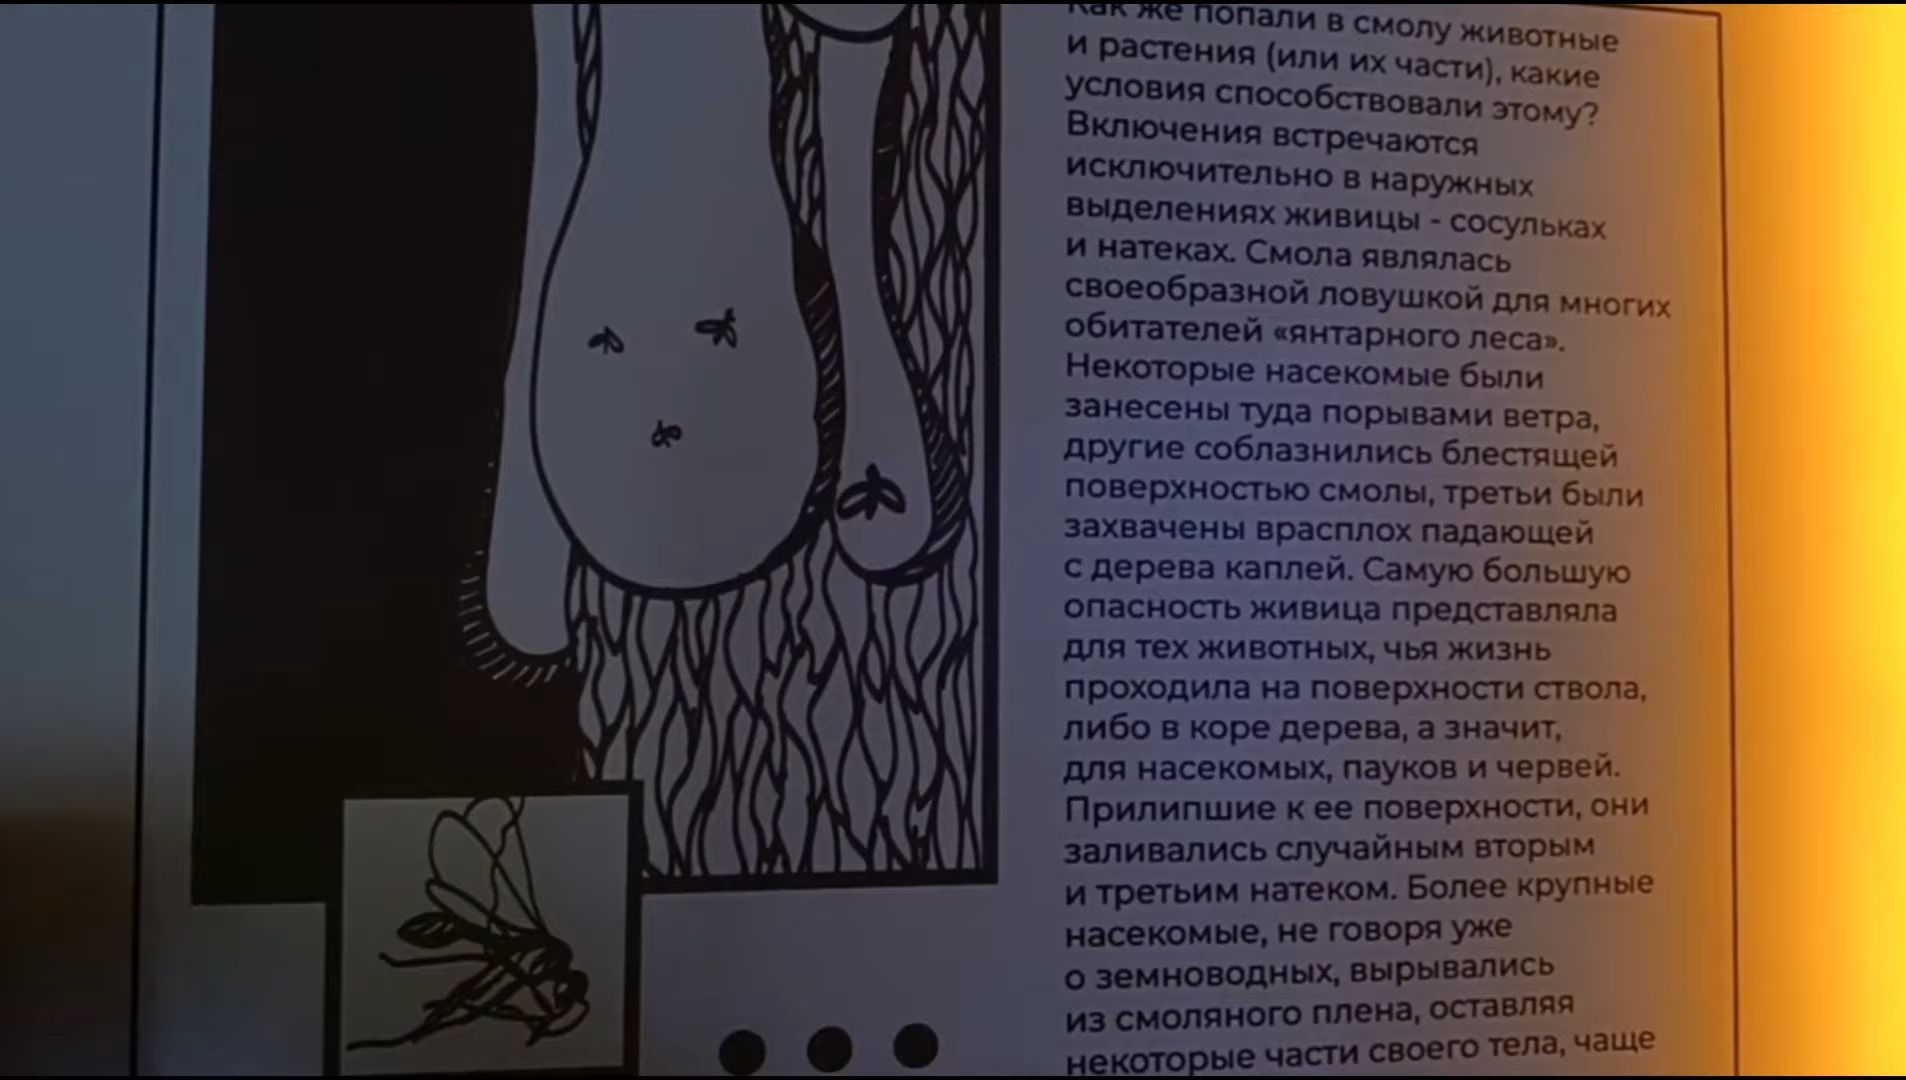 Как же попали в смолу животные
и растения (или их части), какие
условия способствовали этому?
Включения встречаются
исключительно в наружных
выделениях живицы - сосульках
и натеках. Смола являлась
своеобразной ловушкой для многих
обитателей «янтарного леса».
Некоторые насекомые были
занесены туда порывами ветра,
другие соблазнились блестящей
поверхностью смолы, третьи были
захвачены врасплох падающей
с дерева каплей. Самую большую
опасность живица представляла
для тех животных, чья жизнь
проходила на поверхности ствола,
либо в коре дерева, а значит,
для насекомых, пауков и червей.
Прилипшие к ее поверхности, они
заливались случайным вторым
и третьим натеком. Более крупные
насекомые, не говоря уже
о земноводных, вырывались
из смоляного плена, оставляя
некоторые части своего тела, чаще